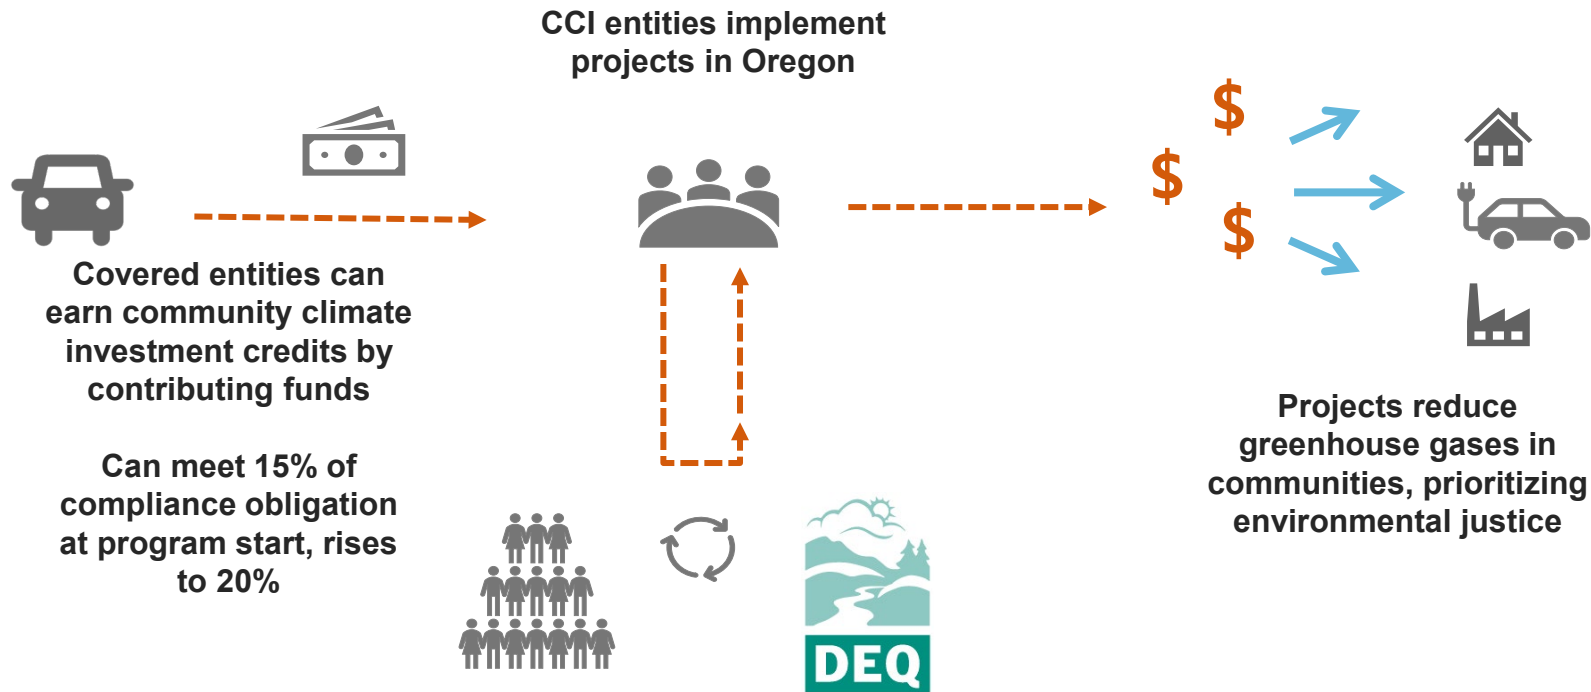 CCI entities implement
projects in Oregon
$
$
$
Covered entities can
earn community climate
investment credits by
contributing funds
Can meet 15% of
compliance obligation
at program start, rises
to 20%
Projects reduce
greenhouse gases in
communities, prioritizing
environmental justice
DEQ